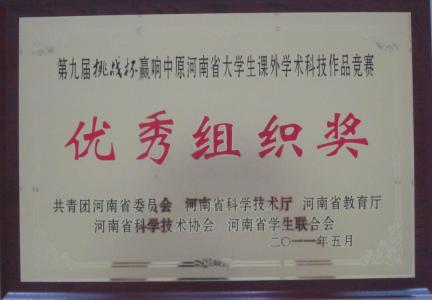 第九届挑战杯赢响中原河南省大学生课外学术科技作品竞赛
优秀组织奖
共青团河南省委员会 河南省科学技术厅 河南省教育厅
河南省科学技术协会 河南省学生联合会
二〇一一年五月